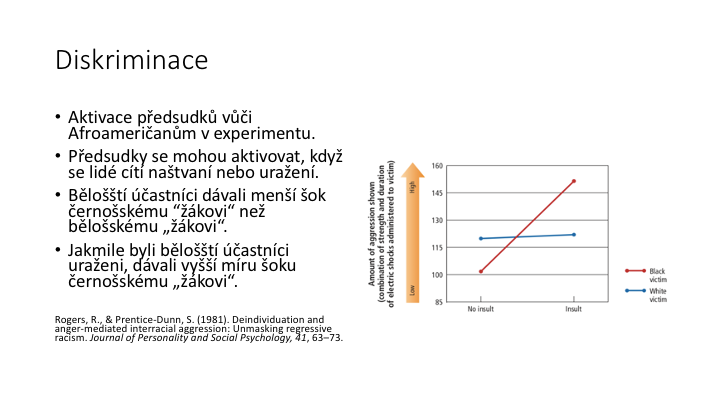 Diskriminace
• Aktivace předsudků vůči
Afroameričanům v experimentu.
• Předsudky se mohou aktivovat, když
se lidé cítí naštvaní nebo uražení.
• Bělošští účastníci dávali menší šok
černošskému “žákovi“ než
bělošskému „žákovi“.
• Jakmile byli bělošští účastníci
uraženi, dávali vyšší míru šoku
černošskému „žákovi“.
Rogers, R., & Prentice-Dunn, S. (1981). Deindividuation and
anger-mediated interracial aggression: Unmasking regressive
racism. Journal of Personality and Social Psychology, 41, 63–73.
Amount of aggression shown
(combination of strength and duration
of electric shocks administered to victim)
High
Low
160
145
130
115
100
85
No insult
Insult
Black
victim
White
victim